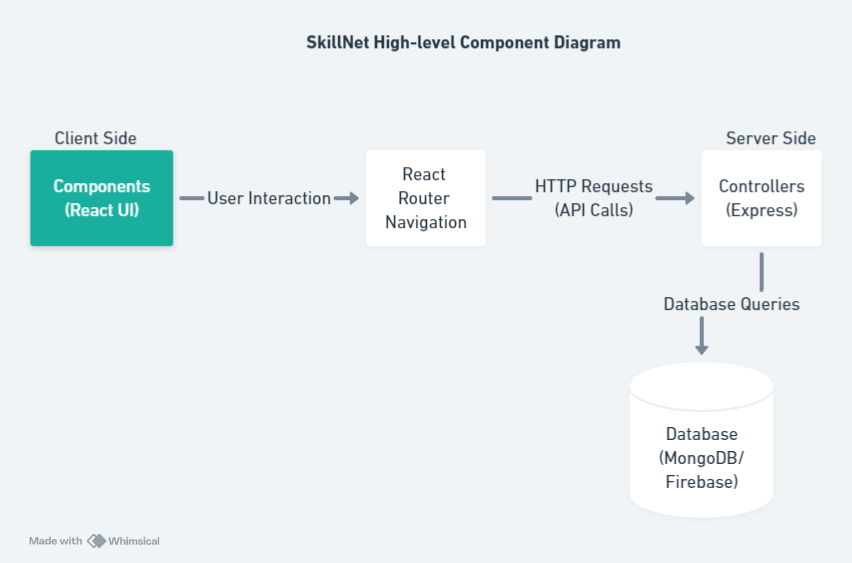 SkillNet High-level Component Diagram
Client Side
Server Side
Components
(React UI)
User Interaction
React
Router
Navigation
HTTP Requests
(API Calls)
Controllers
(Express)
Database Queries
Database
(MongoDB/
Firebase)
Made with Whimsical